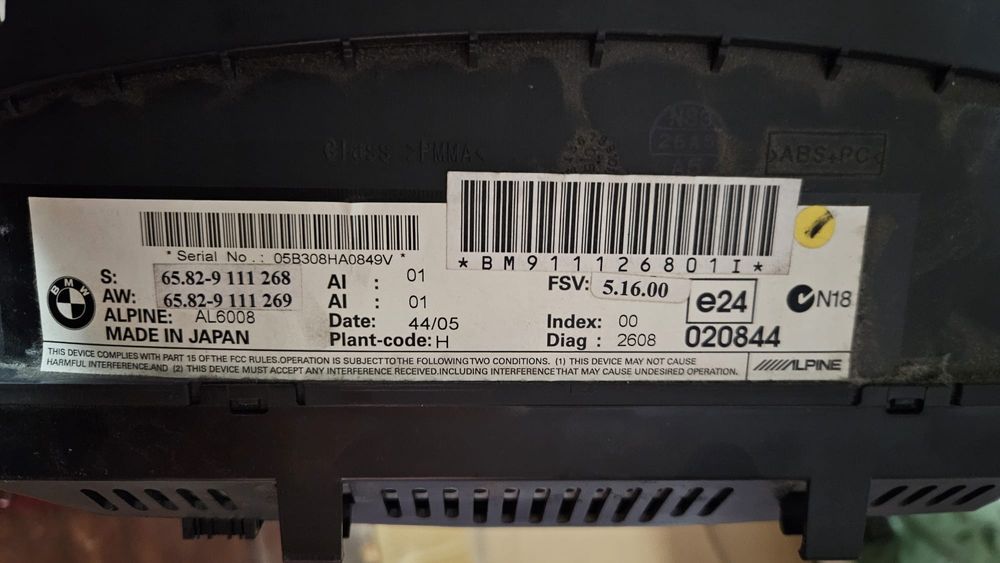 Glass >PMMA<
>ABS+PC<
*BM911126801I*
* Serial No.: 05B308HA0849V *
BMW
S: 65.82-9 111 268 AI : 01 FSV: 5.16.00 e24 N18
AW: 65.82-9 111 269 AI : 01
ALPINE: AL6008 Date: 44/05 Index: 00 020844
MADE IN JAPAN Plant-code: H Diag : 2608
THIS DEVICE COMPLIES WITH PART 15 OF THE FCC RULES.OPERATION IS SUBJECT TO THE FOLLOWING TWO CONDITIONS. (1) THIS DEVICE MAY NOT CAUSE
HARMFUL INTERFERENCE,AND (2) THIS DEVICE MUST ACCEPT ANY INTERFERENCE RECEIVED.INCLUDING INTERFERENCE THAT MAY CAUSE UNDESIRED OPERATION.
ALPINE